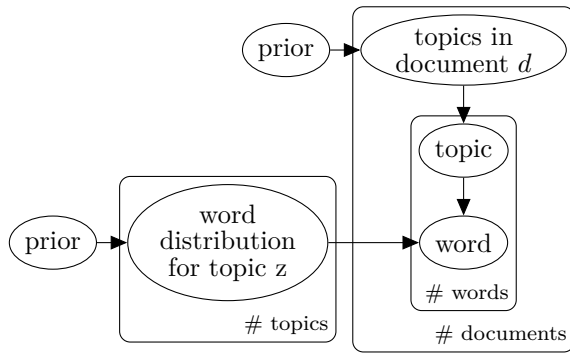 prior
topics in
document d
topic
word
distribution
for topic z
prior
word
# words
# topics
# documents